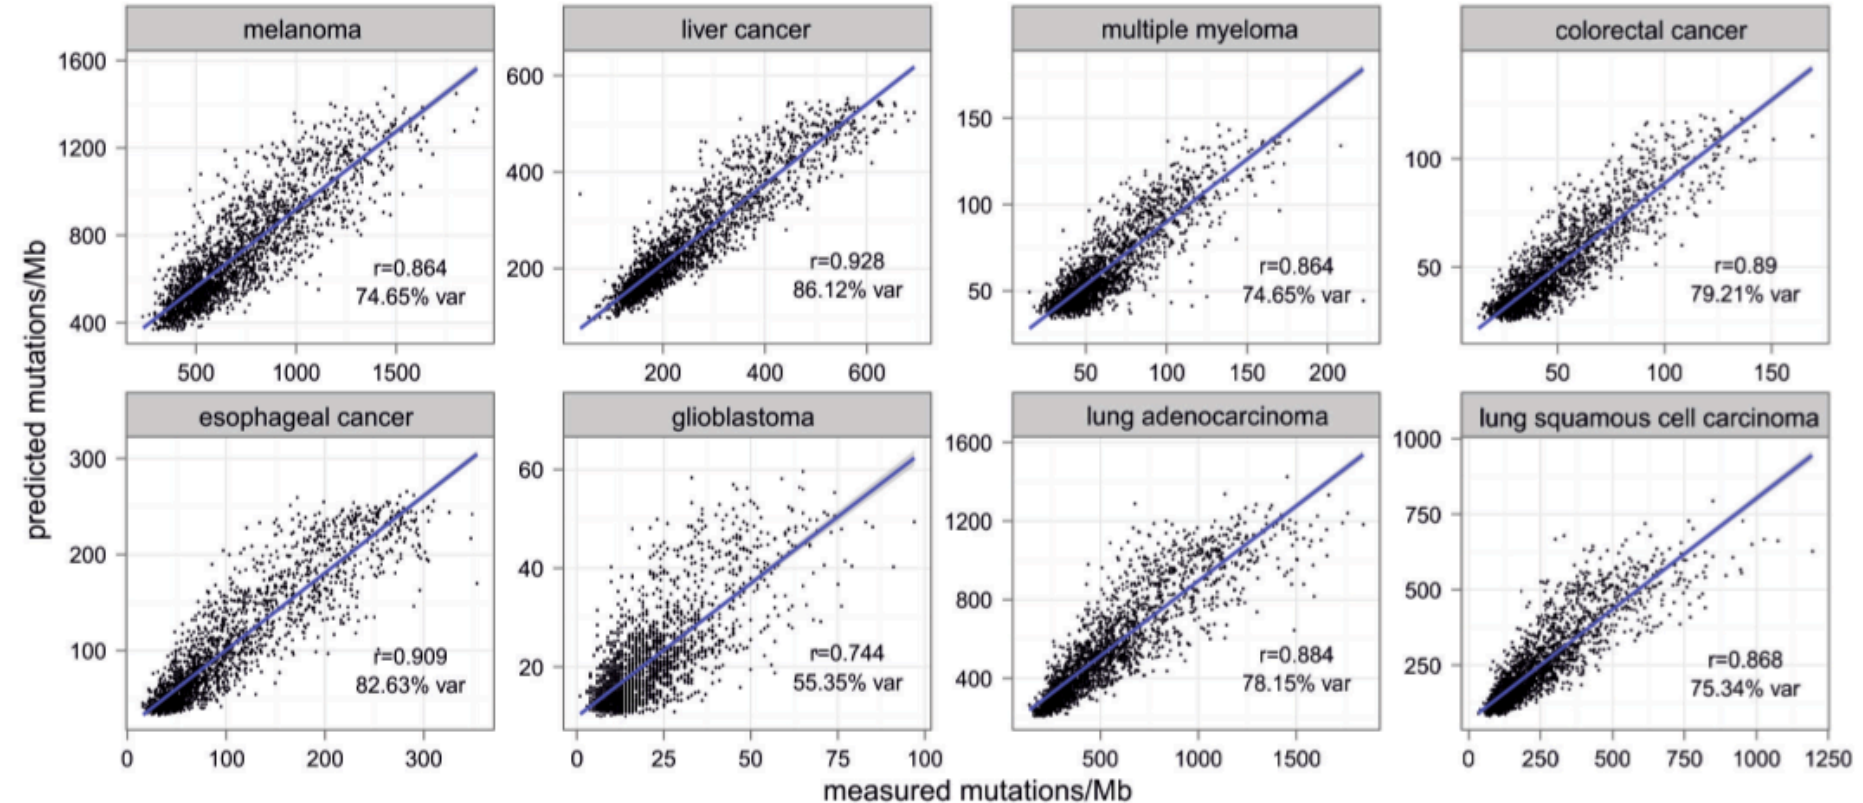 melanoma
liver cancer
multiple myeloma
colorectal cancer
1600
1200
800
400
r=0.864
74.65% var
500 1000 1500
600
400
200
r=0.928
86.12% var
200 400 600
150
100
50
r=0.864
74.65% var
50 100 150 200
100
50
r=0.89
79.21% var
50 100 150
predicted mutations/Mb
esophageal cancer
glioblastoma
lung adenocarcinoma
lung squamous cell carcinoma
300
200
100
r=0.909
82.63% var
0 100 200 300
60
40
20
r=0.744
55.35% var
0 25 50 75 100
1600
1200
800
400
r=0.884
78.15% var
500 1000 1500
1000
750
500
250
r=0.868
75.34% var
0 250 500 750 1000 1250
measured mutations/Mb